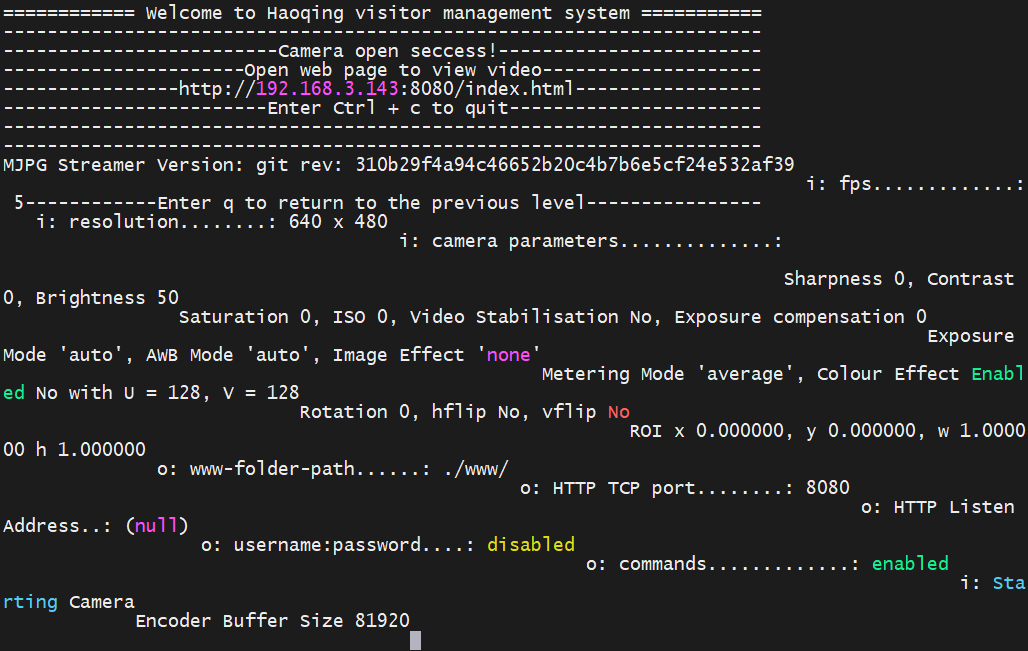 ============ Welcome to Haoqing visitor management system ===========
---------------------------------------------------------------------
-------------------------Camera open seccess!------------------------
----------------------Open web page to view video--------------------
----------------http://192.168.3.143:8080/index.html-----------------
------------------------Enter Ctrl + c to quit-----------------------
---------------------------------------------------------------------
---------------------------------------------------------------------
MJPG Streamer Version: git rev: 310b29f4a94c46652b20c4b7b6e5cf24e532af39
i: fps.............:
5------------Enter q to return to the previous level----------------
i: resolution........: 640 x 480
i: camera parameters..............:
Sharpness 0, Contrast
0, Brightness 50
Saturation 0, ISO 0, Video Stabilisation No, Exposure compensation 0
Exposure
Mode 'auto', AWB Mode 'auto', Image Effect 'none'
Metering Mode 'average', Colour Effect Enabl
ed No with U = 128, V = 128
Rotation 0, hflip No, vflip No
ROI x 0.000000, y 0.000000, w 1.0000
00 h 1.000000
o: www-folder-path......: ./www/
o: HTTP TCP port........: 8080
o: HTTP Listen
Address..: (null)
o: username:password....: disabled
o: commands.............: enabled
i: Sta
rting Camera
Encoder Buffer Size 81920